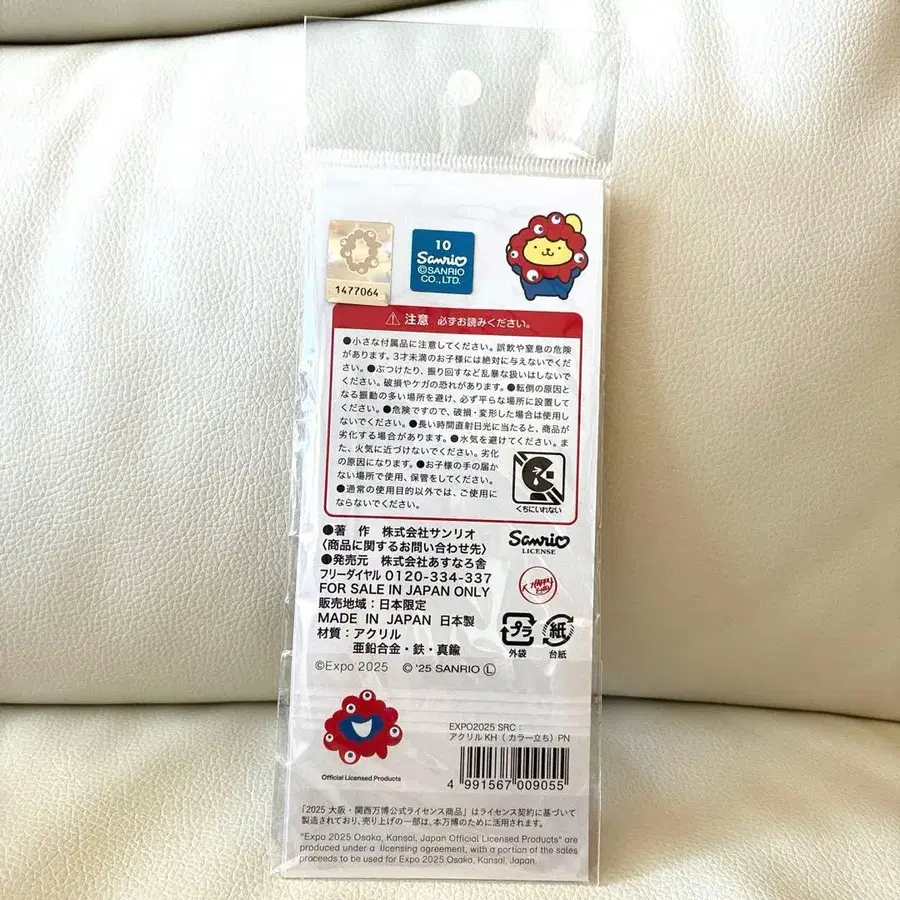 1477064
10
Sanrio
©SANRIO
CO.,LTD.
⚠注意 必ずお読みください。
●小さな付属品に注意してください。誤飲や窒息の危険
があります。3才未満のお子様には絶対に与えないでくだ
さい。●ぶつけたり、振り回すなど乱暴な扱いはしないで
ください。破損やケガの恐れがあります。●転倒の原因と
なる振動の多い場所を避け、必ず平らな場所に設置して
ください。●危険ですので、破損・変形した場合は使用し
ないでください。●長い時間直射日光に当たると、商品が
劣化する場合があります。●水気を避けてください。ま
た、火気に近づけないでください。劣化
の原因になります。●お子様の手の届か
ない場所で使用、保管をしてください。
●通常の使用目的以外では、ご使用に
ならないでください。
くちにいれない
●著 作 株式会社サンリオ
〈商品に関するお問い合わせ先〉
●発売元 株式会社あすなろ舎
フリーダイヤル 0120-334-337
FOR SALE IN JAPAN ONLY
販売地域：日本限定
MADE IN JAPAN 日本製
材質：アクリル
亜鉛合金・鉄・真鍮
©Expo 2025 © '25 SANRIO Ⓛ
Sanrio
LICENSE
HAPPY
プラ
外袋
紙
台紙
Official Licensed Products
EXPO2025 SRC：
アクリルKH（カラー立ち）PN
4 991567 009055
「2025 大阪・関西万博公式ライセンス商品」はライセンス契約に基づいて
製造されており、売り上げの一部は、本万博のために活用されます。
"Expo 2025 Osaka, Kansai, Japan Official Licensed Products" are
produced under a licensing agreement, with a portion of the sales
proceeds to be used for Expo 2025 Osaka, Kansai, Japan.